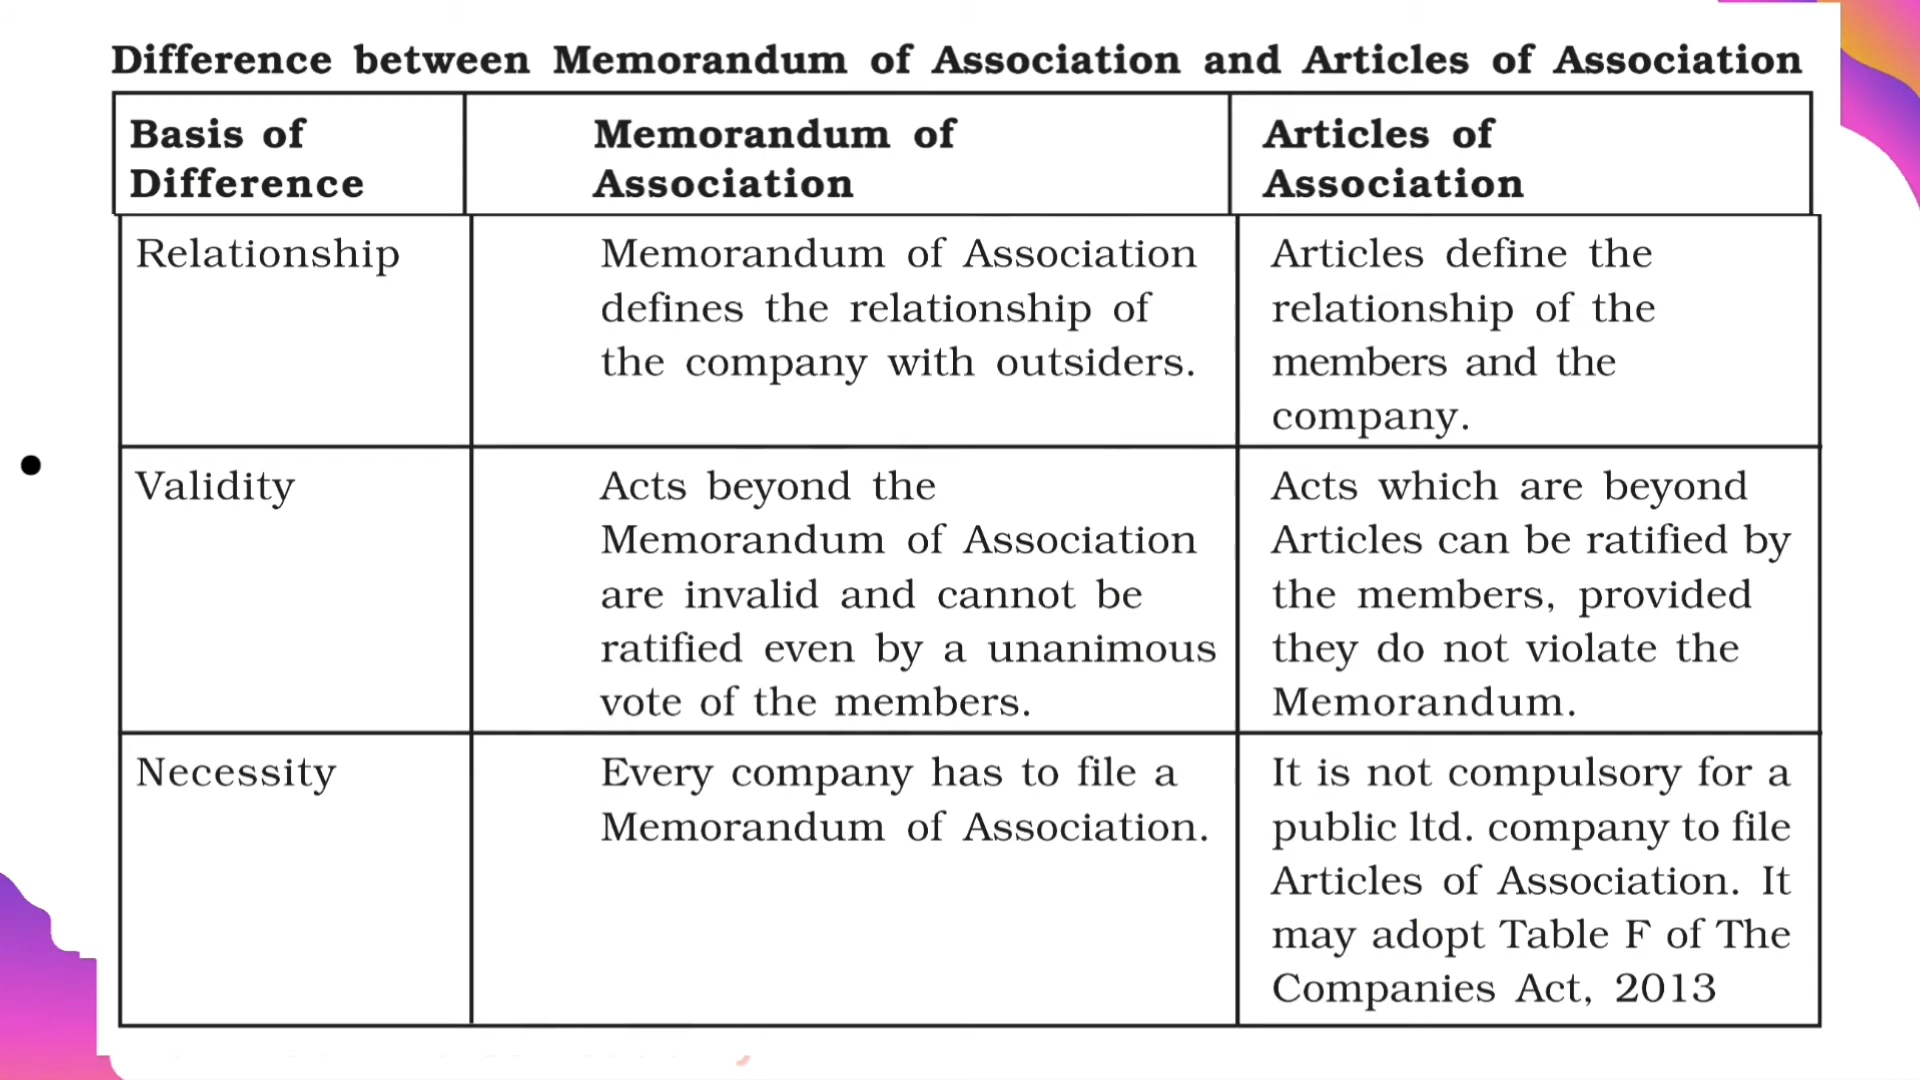 Difference between Memorandum of Association and Articles of Association
Basis of
Difference
Memorandum of
Association
Articles of
Association
Relationship
Memorandum of Association
defines the relationship of
the company with outsiders.
Articles define the
relationship of the
members and the
company.
Validity
Acts beyond the
Memorandum of Association
are invalid and cannot be
ratified even by a unanimous
vote of the members.
Acts which are beyond
Articles can be ratified by
the members, provided
they do not violate the
Memorandum.
Necessity
Every company has to file a
Memorandum of Association.
It is not compulsory for a
public ltd. company to file
Articles of Association. It
may adopt Table F of The
Companies Act, 2013